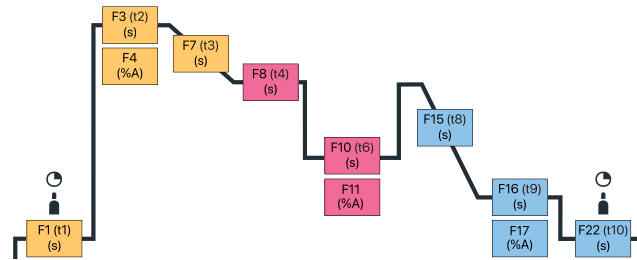 F3 (t2)
(s)
F4
(%A)
F7 (t3)
(s)
F8 (t4)
(s)
F15 (t8)
(s)
F10 (t6)
(s)
F11
(%A)
F16 (t9)
(s)
F17
(%A)
F1 (t1)
(s)
F22 (t10)
(s)